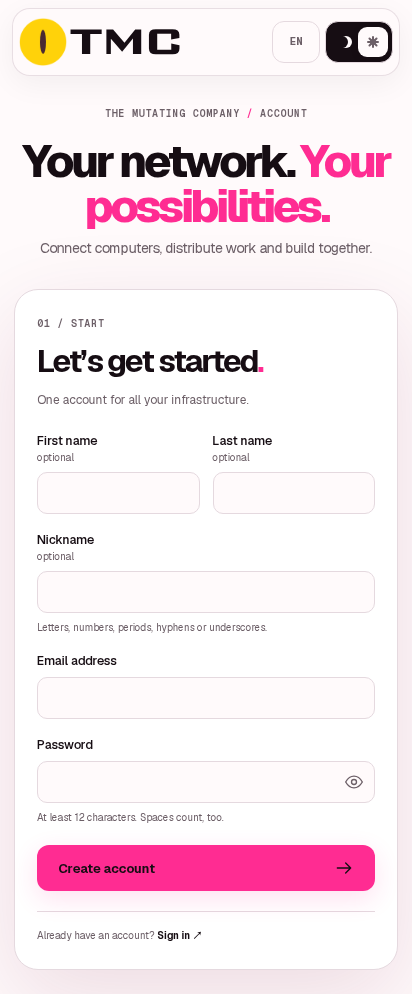 TMC
EN
THE MUTATING COMPANY / ACCOUNT
Your network. Your
possibilities.
Connect computers, distribute work and build together.
01 / START
Let's get started.
One account for all your infrastructure.
First name
optional
Last name
optional
Nickname
optional
Letters, numbers, periods, hyphens or underscores.
Email address
Password
At least 12 characters. Spaces count, too.
Create account →
Already have an account? Sign in ↗